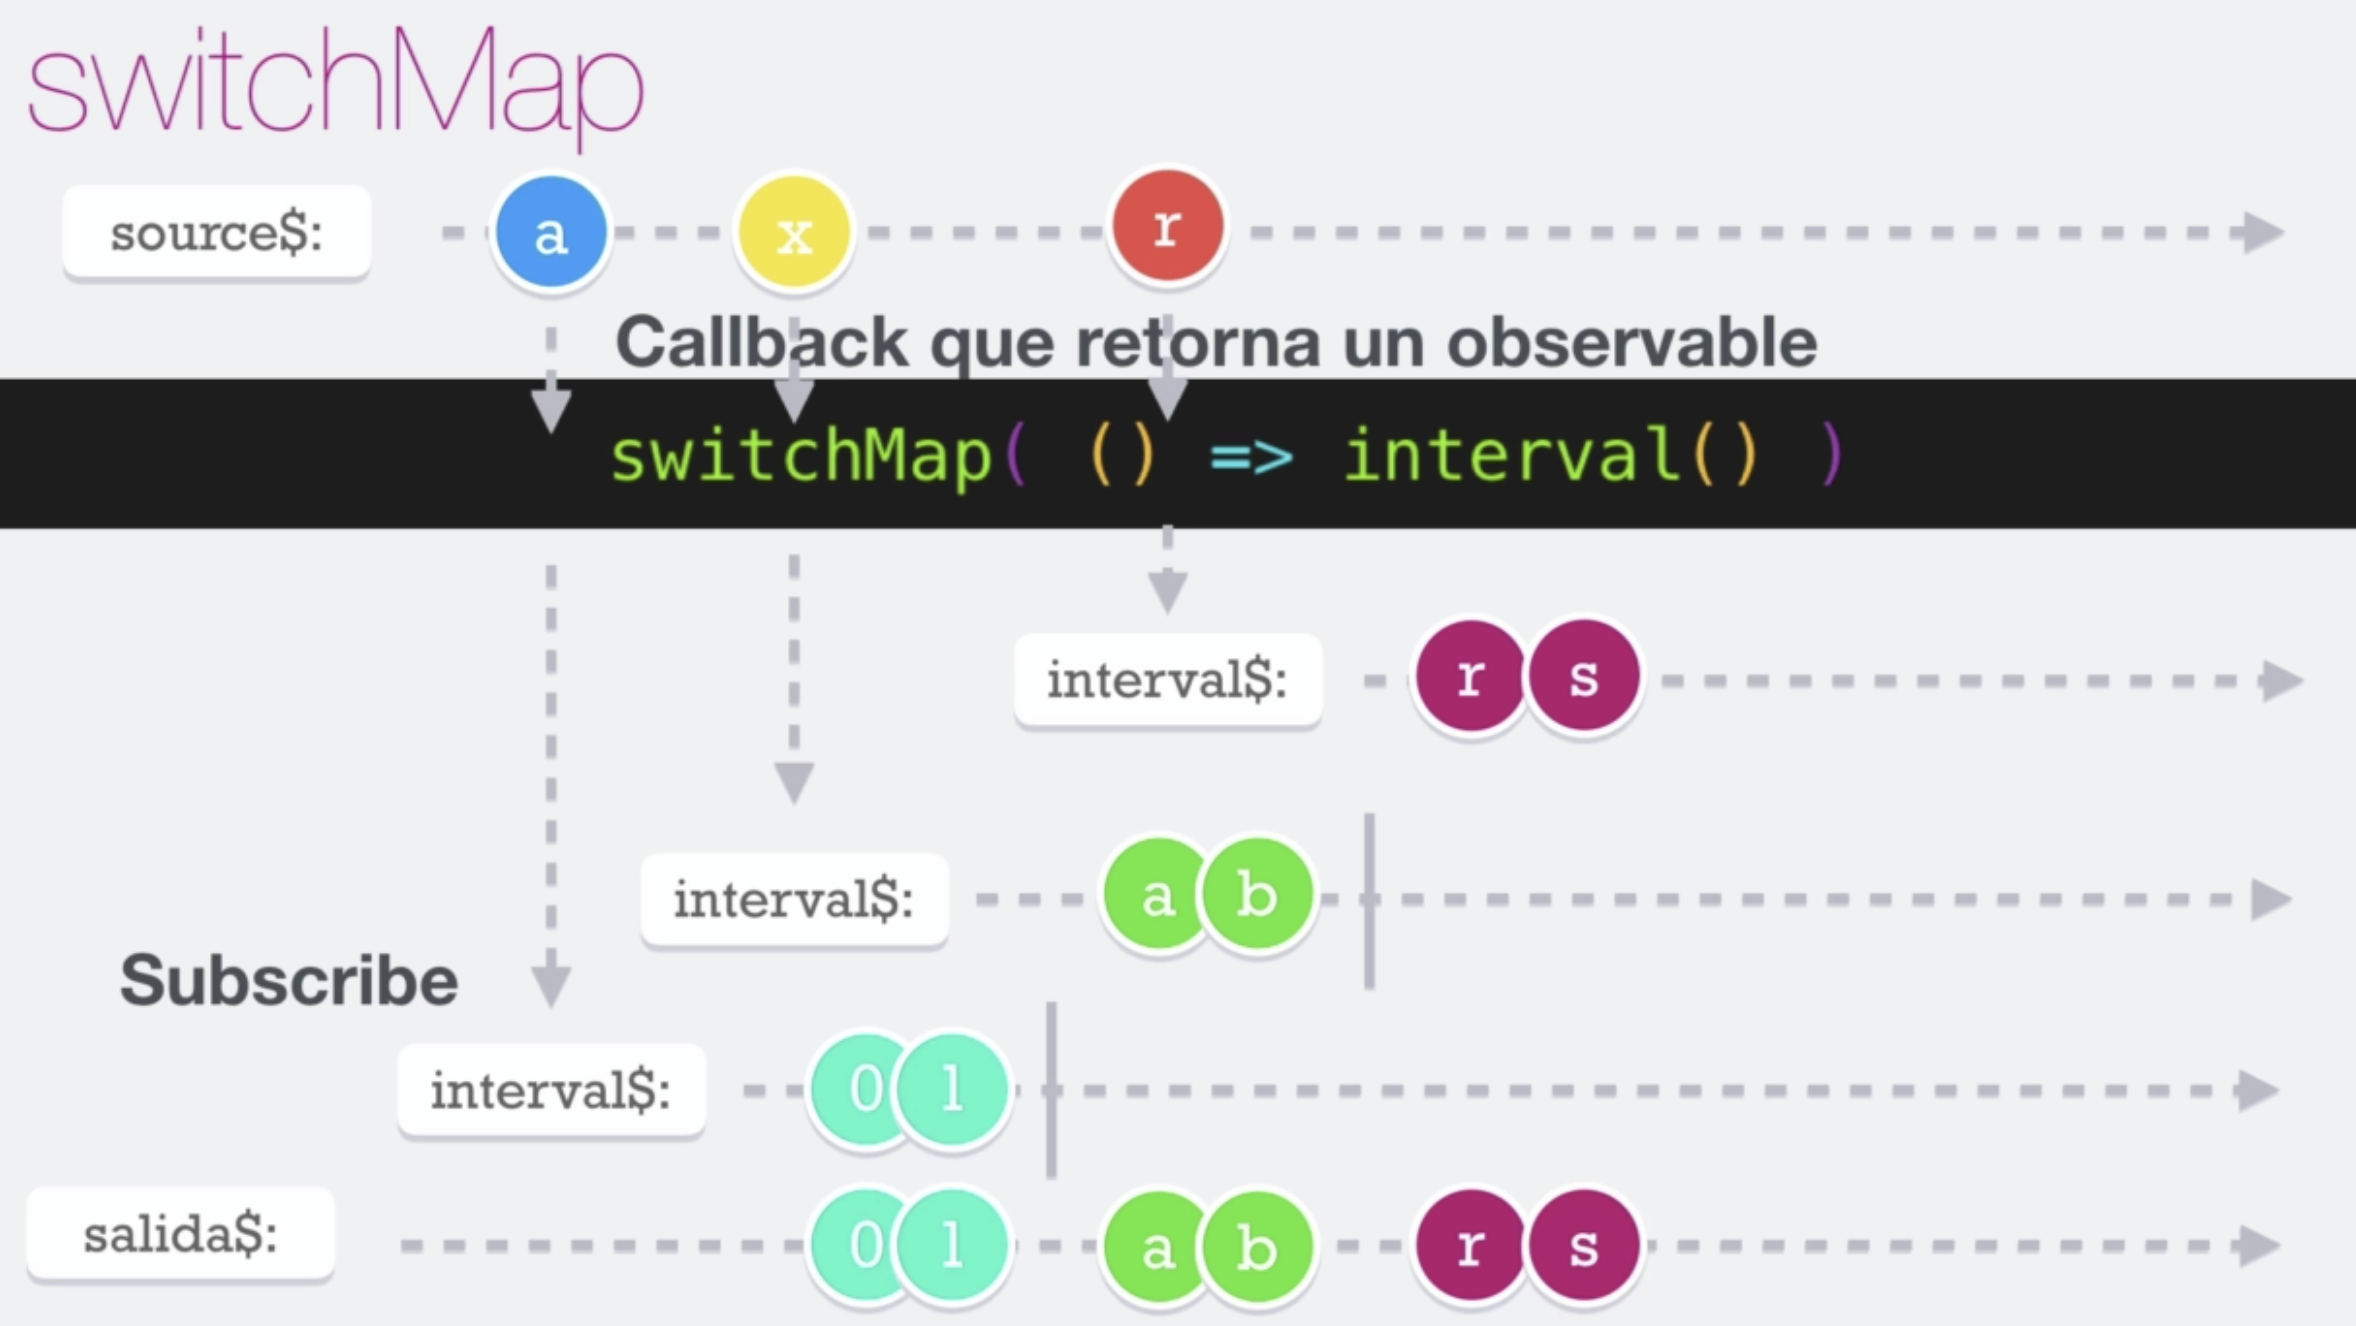 switchMap
source$: a x r
Callback que retorna un observable
switchMap( () => interval() )
interval$: r s
interval$: a b
Subscribe
interval$: 0 1
salida$: 0 1 a b r s